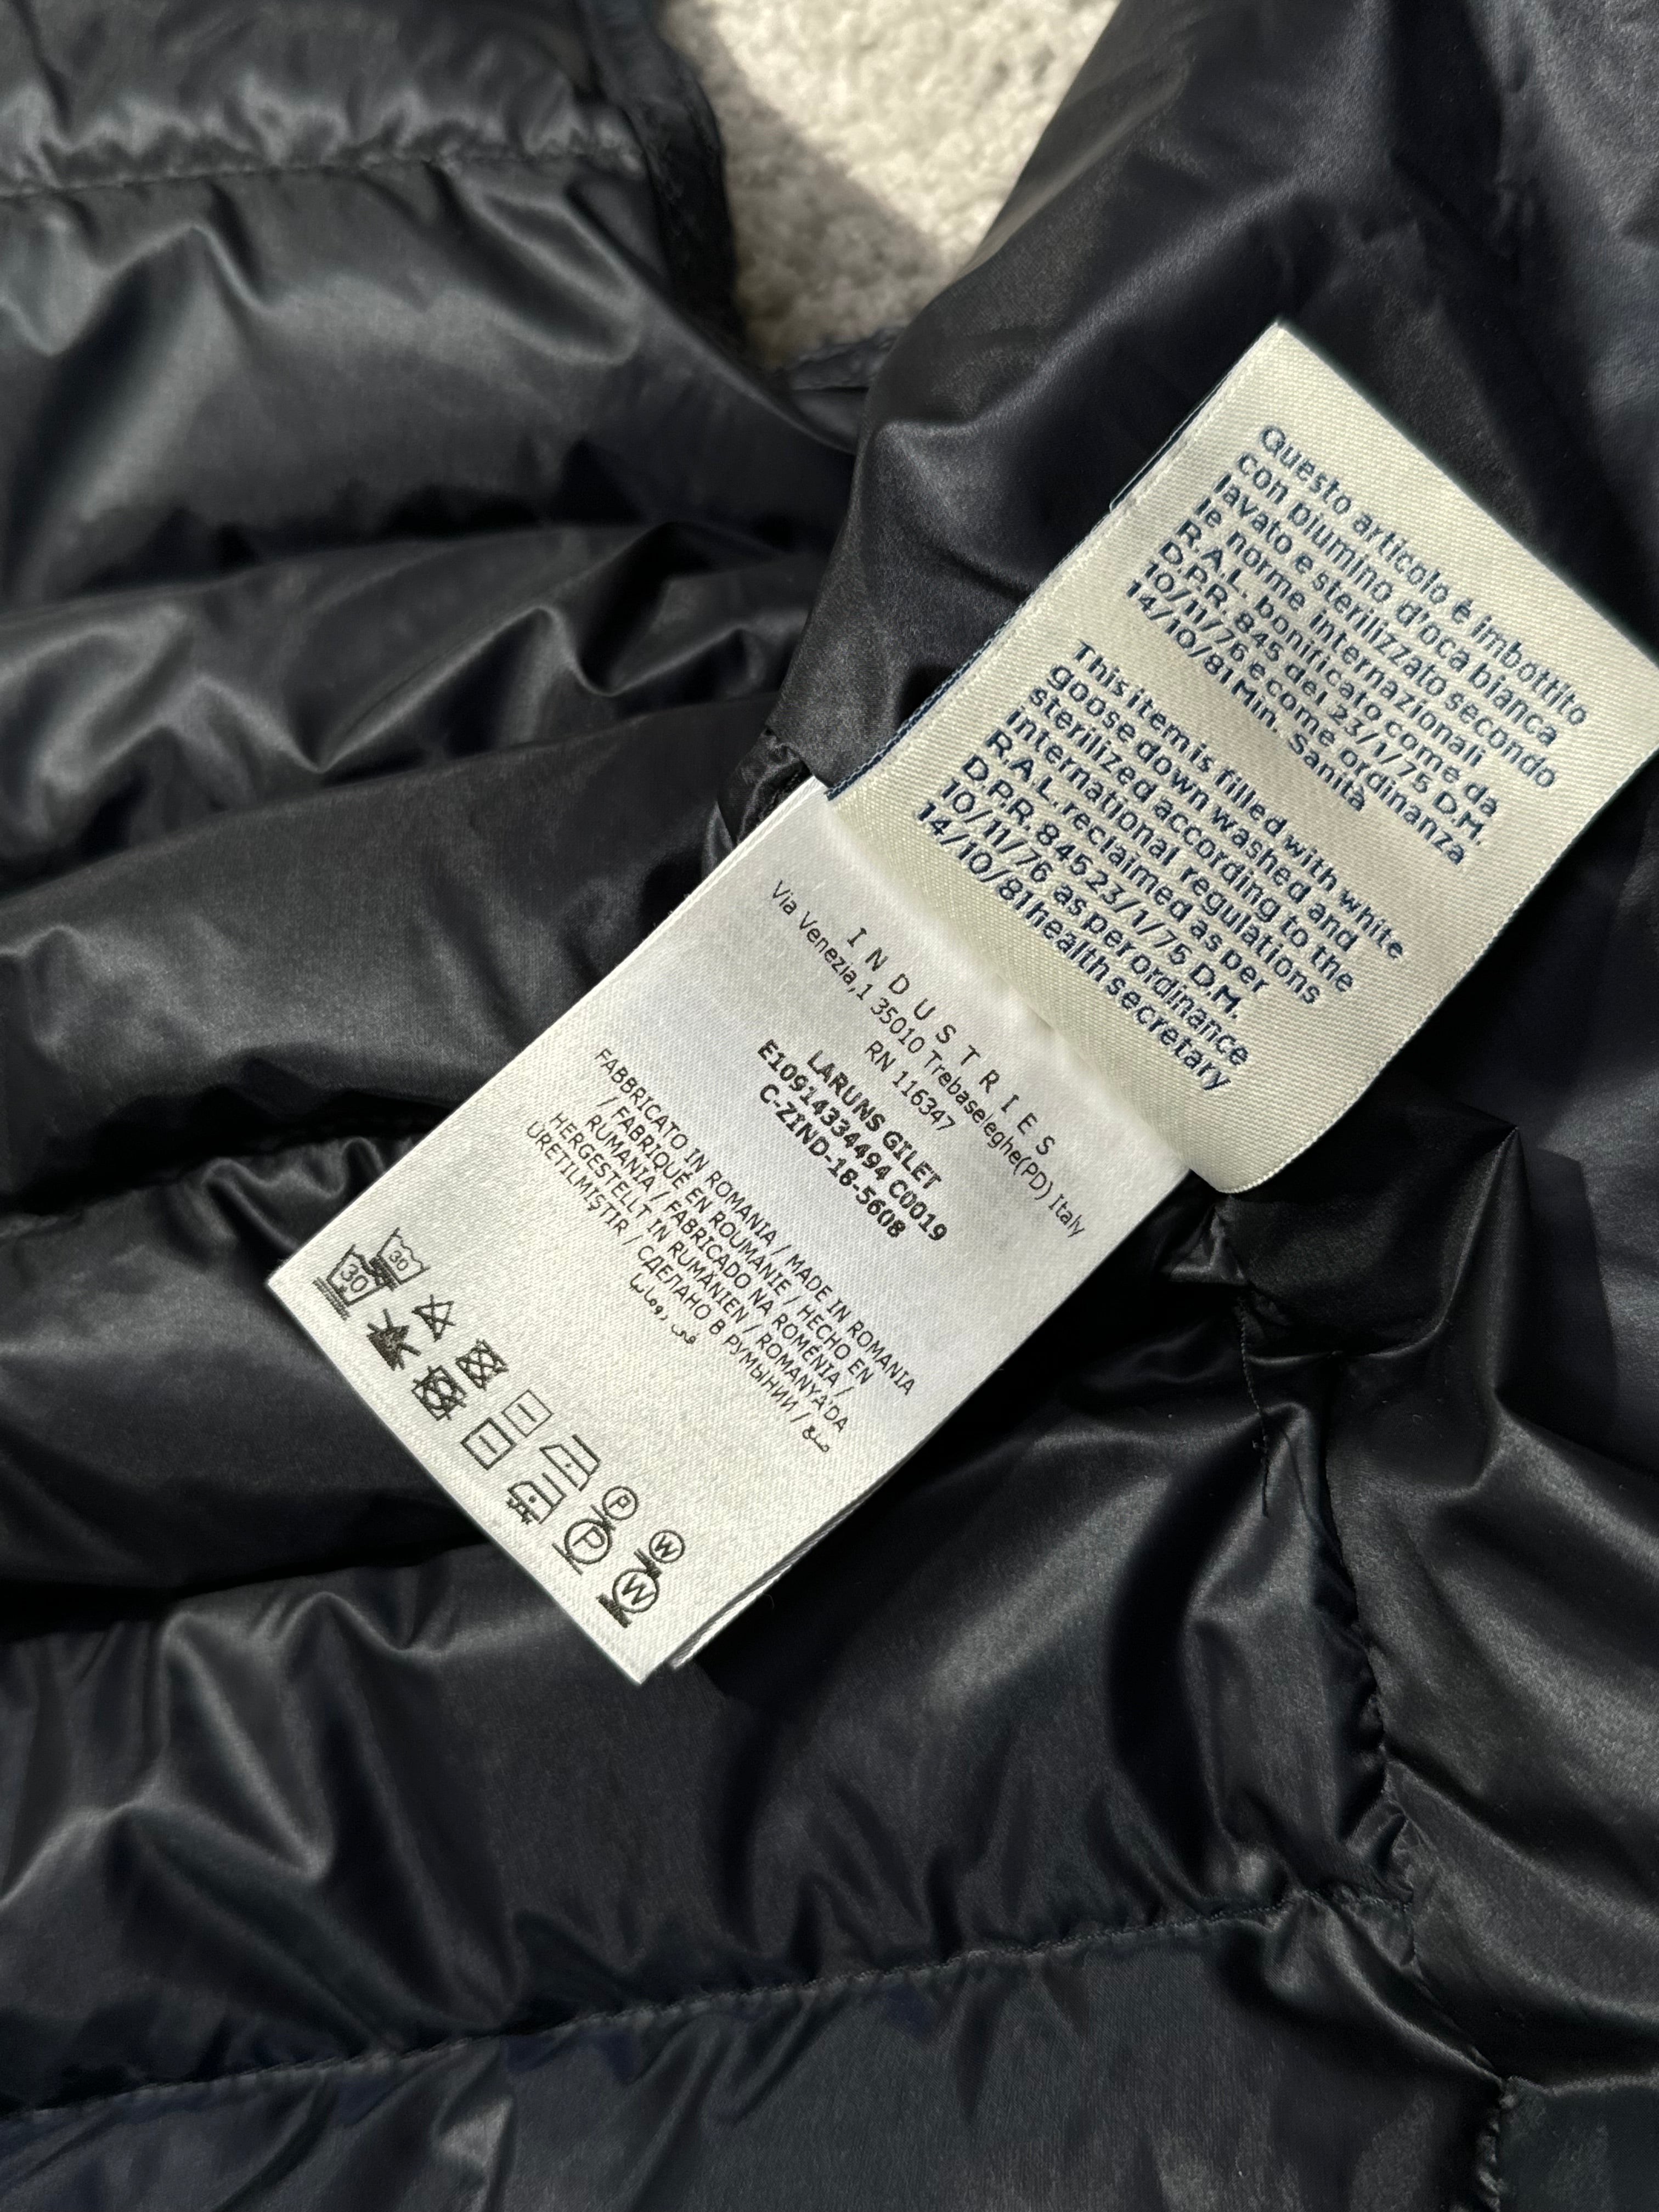 Questo articolo è imbottito
con piumino d'oca bianca
lavato e sterilizzato secondo
le norme internazionali
R.A.L. bonificato come da
D.P.R. 845 del 23/1/75 D.M.
10/11/76 e come ordinanza
14/10/81 Min. Sanità
This item is filled with white
goose down washed and
sterilized according to the
international regulations
R.A.L. reclaimed as per
D.P.R. 845 23/1/75 D.M.
10/11/76 as per ordinance
14/10/81 health secretary
INDUSTRIES
Via Venezia,1 35010 Trebaseleghe(PD) Italy
RN 116347
LARUNS GILET
E10914334494 C0019
C-ZIND-18-5608
FABBRICATO IN ROMANIA / MADE IN ROMANIA
/ FABRIQUÉ EN ROUMANIE / HECHO EN
RUMANIA / FABRICADO NA ROMÉNIA /
HERGESTELLT IN RUMÄNIEN / ROMANYA'DA
ÜRETILMİŞTİR / СДЕЛАНО В РУМЫНИИ / صنع
في رومانيا
30
30
P
P
W
W